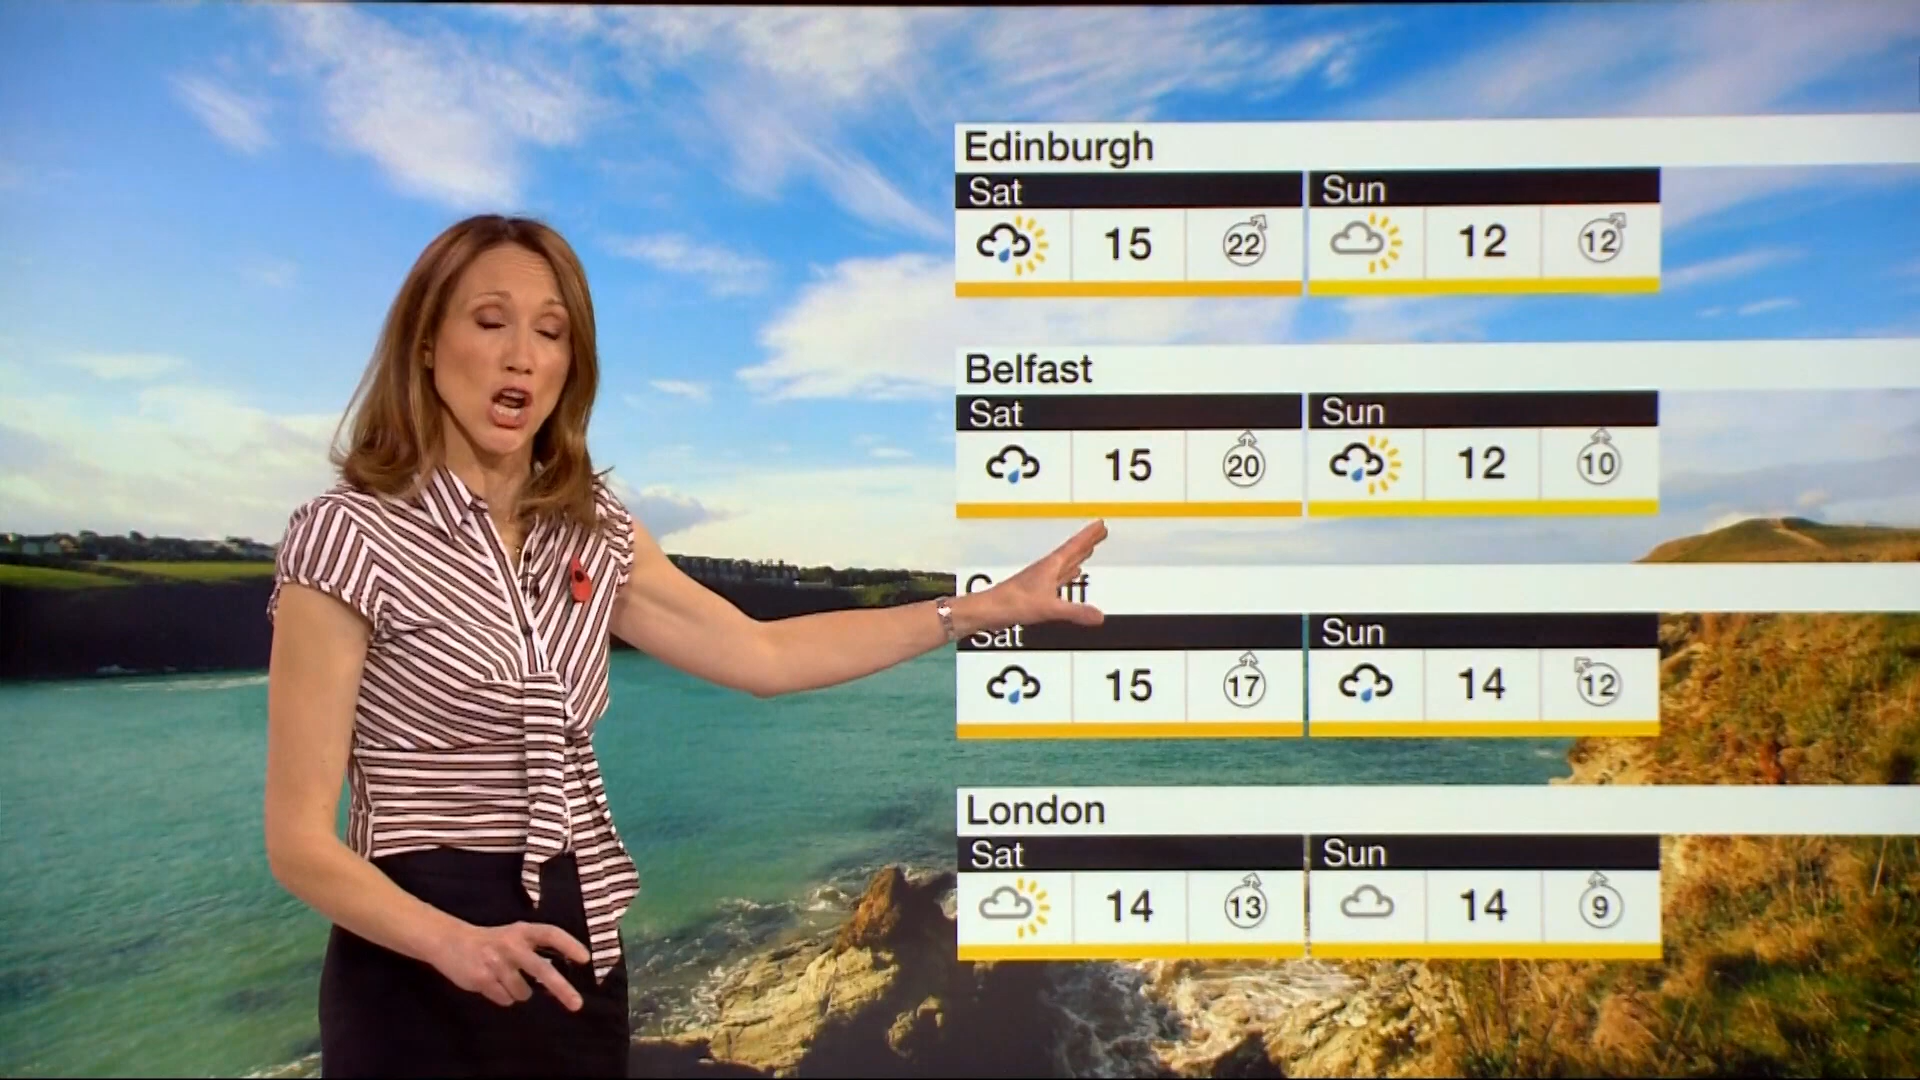 Edinburgh
Sat Sun
15 22 12 12
Belfast
Sat Sun
15 20 12 10
Sat Sun
15 17 14 12
London
Sat Sun
14 13 14 9